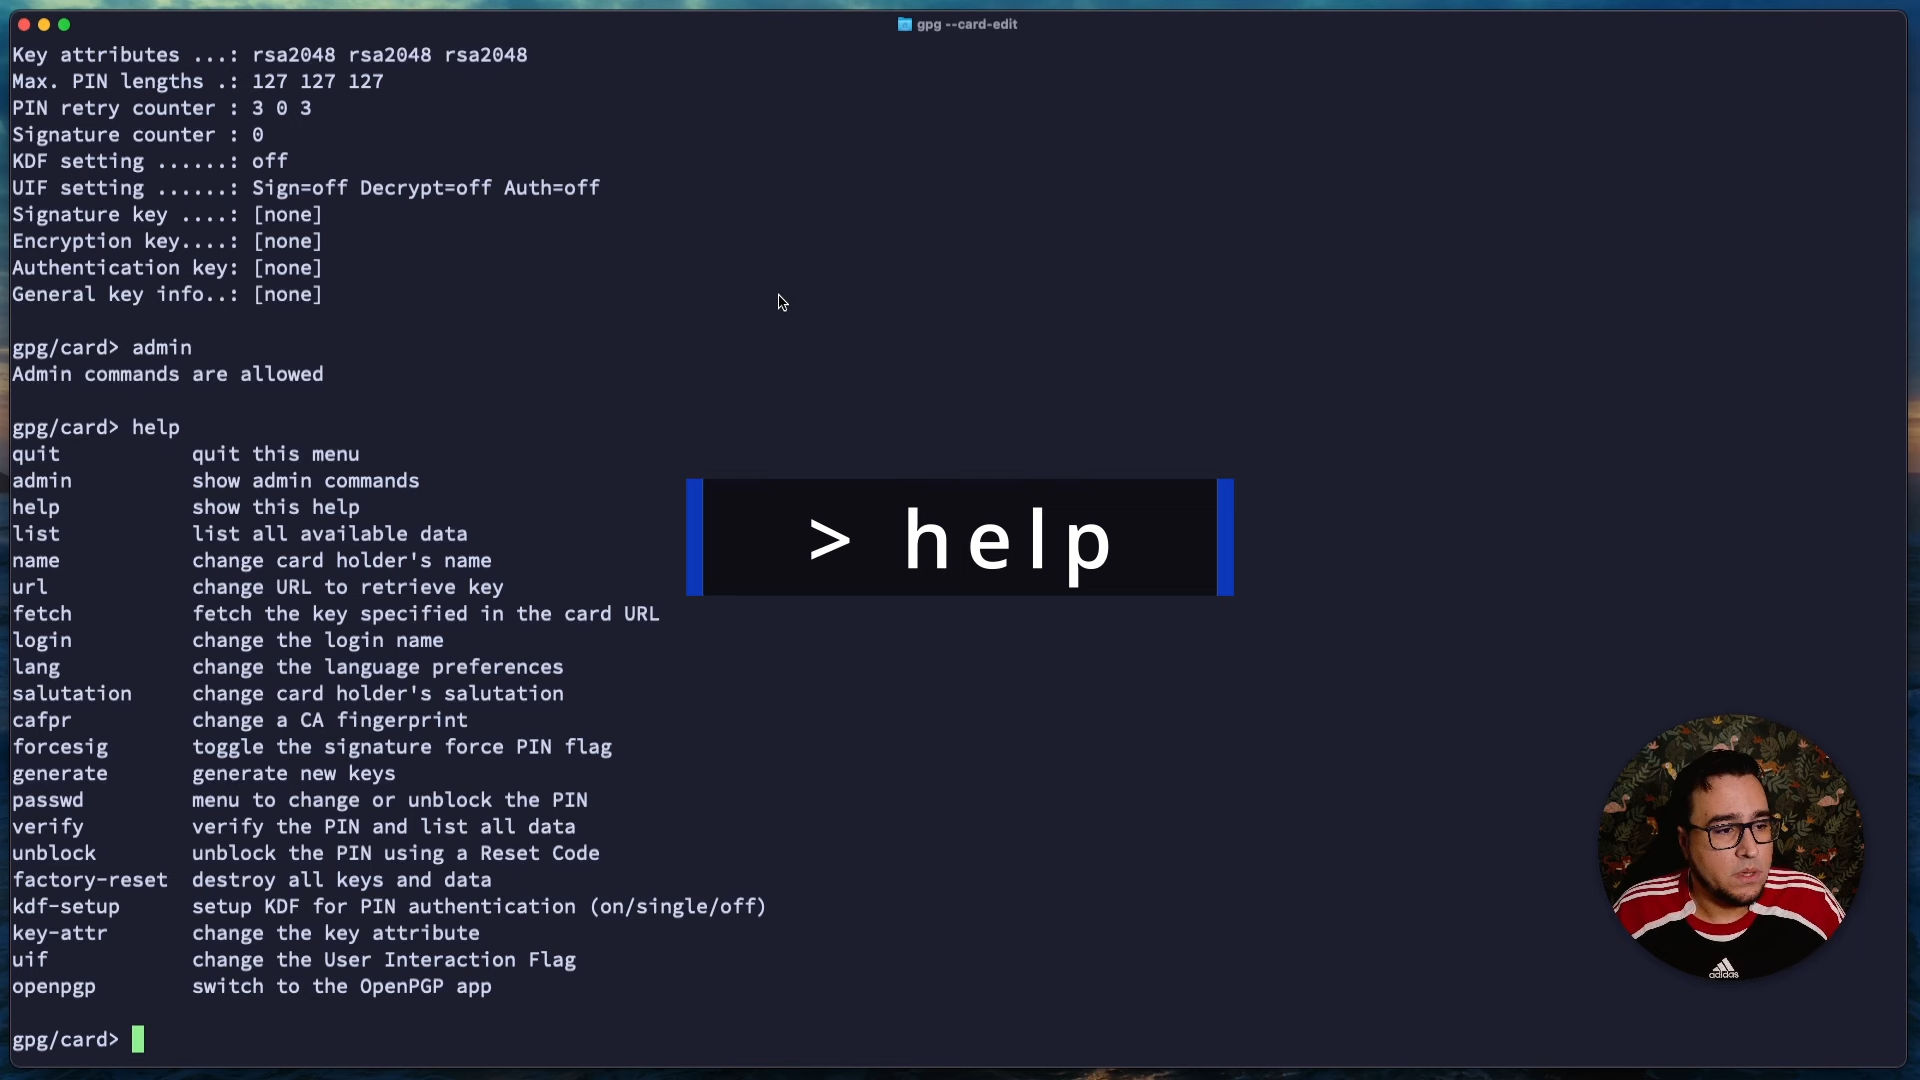 gpg --card-edit
Key attributes ...: rsa2048 rsa2048 rsa2048
Max. PIN lengths .: 127 127 127
PIN retry counter : 3 0 3
Signature counter : 0
KDF setting ......: off
UIF setting ......: Sign=off Decrypt=off Auth=off
Signature key ....: [none]
Encryption key....: [none]
Authentication key: [none]
General key info..: [none]
gpg/card> admin
Admin commands are allowed
gpg/card> help
quit quit this menu
admin show admin commands
help show this help
list list all available data
name change card holder's name
url change URL to retrieve key
fetch fetch the key specified in the card URL
login change the login name
lang change the language preferences
salutation change card holder's salutation
cafpr change a CA fingerprint
forcesig toggle the signature force PIN flag
generate generate new keys
passwd menu to change or unblock the PIN
verify verify the PIN and list all data
unblock unblock the PIN using a Reset Code
factory-reset destroy all keys and data
kdf-setup setup KDF for PIN authentication (on/single/off)
key-attr change the key attribute
uif change the User Interaction Flag
openpgp switch to the OpenPGP app
gpg/card>
> help
adidas